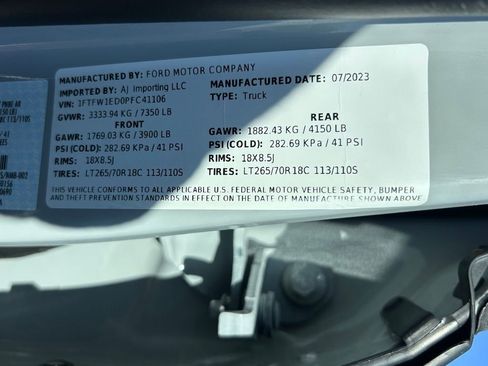 MANUFACTURED BY: FORD MOTOR COMPANY
IMPORTED BY: AJ Importing LLC MANUFACTURED DATE: 07/2023
VIN: 1FTFW1ED0PFC41106 TYPE: Truck
GVWR: 3333.94 KG / 7350 LB
FRONT REAR
GAWR: 1769.03 KG / 3900 LB GAWR: 1882.43 KG / 4150 LB
PSI (COLD): 282.69 KPA / 41 PSI PSI (COLD): 282.69 KPA / 41 PSI
RIMS: 18X8.5J RIMS: 18X8.5J
TIRES: LT265/70R18C 113/110S TIRES: LT265/70R18C 113/110S
THIS VEHICLE CONFORMS TO ALL APPLICABLE U.S. FEDERAL MOTOR VEHICLE SAFETY, BUMPER
AND THEFT PREVENTION STANDARDS IN EFFECT ON THE DATE OF MANUFACTURE SHOWN ABOVE